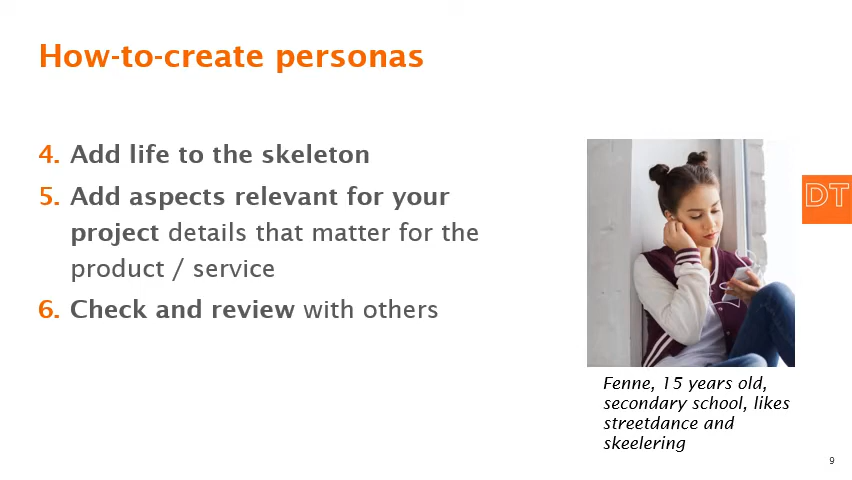 How-to-create personas
4. Add life to the skeleton
5. Add aspects relevant for your
project details that matter for the
product / service
6. Check and review with others
DT
Fenne, 15 years old,
secondary school, likes
streetdance and
skeelering
9